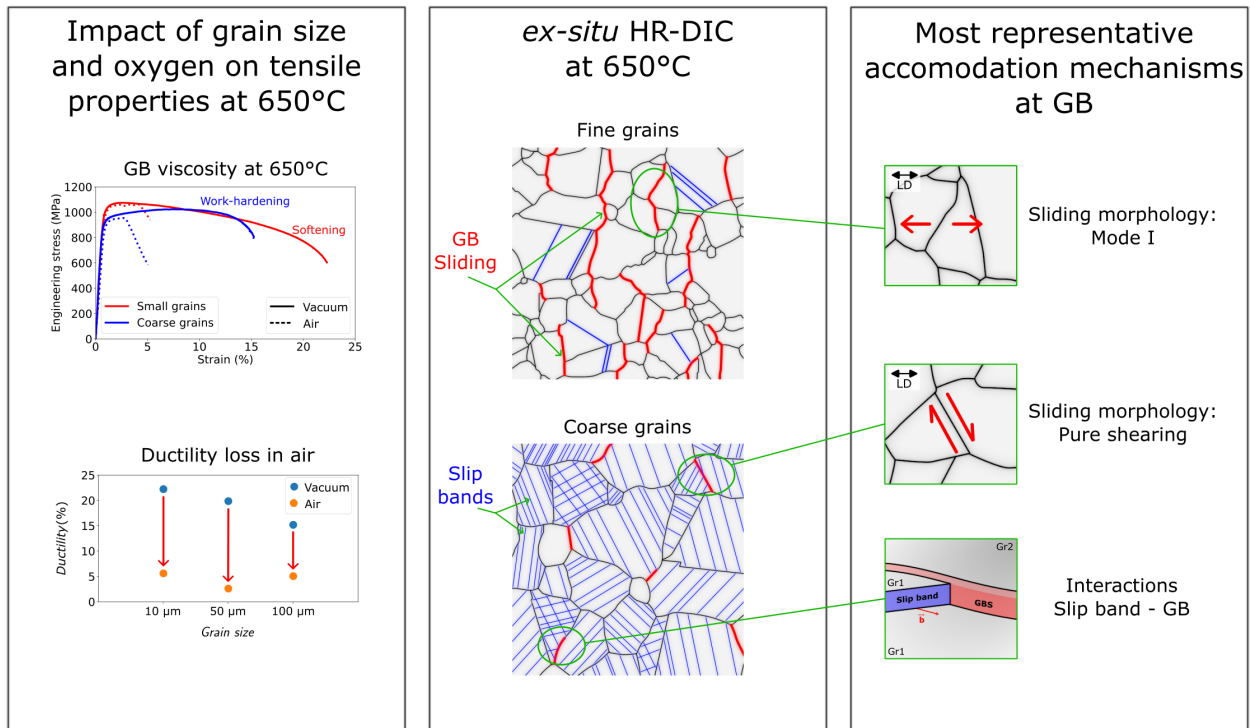 Impact of grain size
and oxygen on tensile
properties at 650°C
GB viscosity at 650°C
Engineering stress (MPa)
1200
1000
800
600
400
200
0
Work-hardening
Softening
Small grains
Coarse grains
Vacuum
Air
0
5
10
15
20
25
Strain (%)
Ductility loss in air
Ductility(%)
25
20
15
10
5
0
Vacuum
Air
10 μm
50 μm
100 μm
Grain size
ex-situ HR-DIC
at 650°C
Fine grains
GB
Sliding
Coarse grains
Slip
bands
Most representative
accomodation mechanisms
at GB
LD
Sliding morphology:
Mode I
LD
Sliding morphology:
Pure shearing
Gr2
Gr1
Slip band
GBS
b
Gr1
Interactions
Slip band - GB